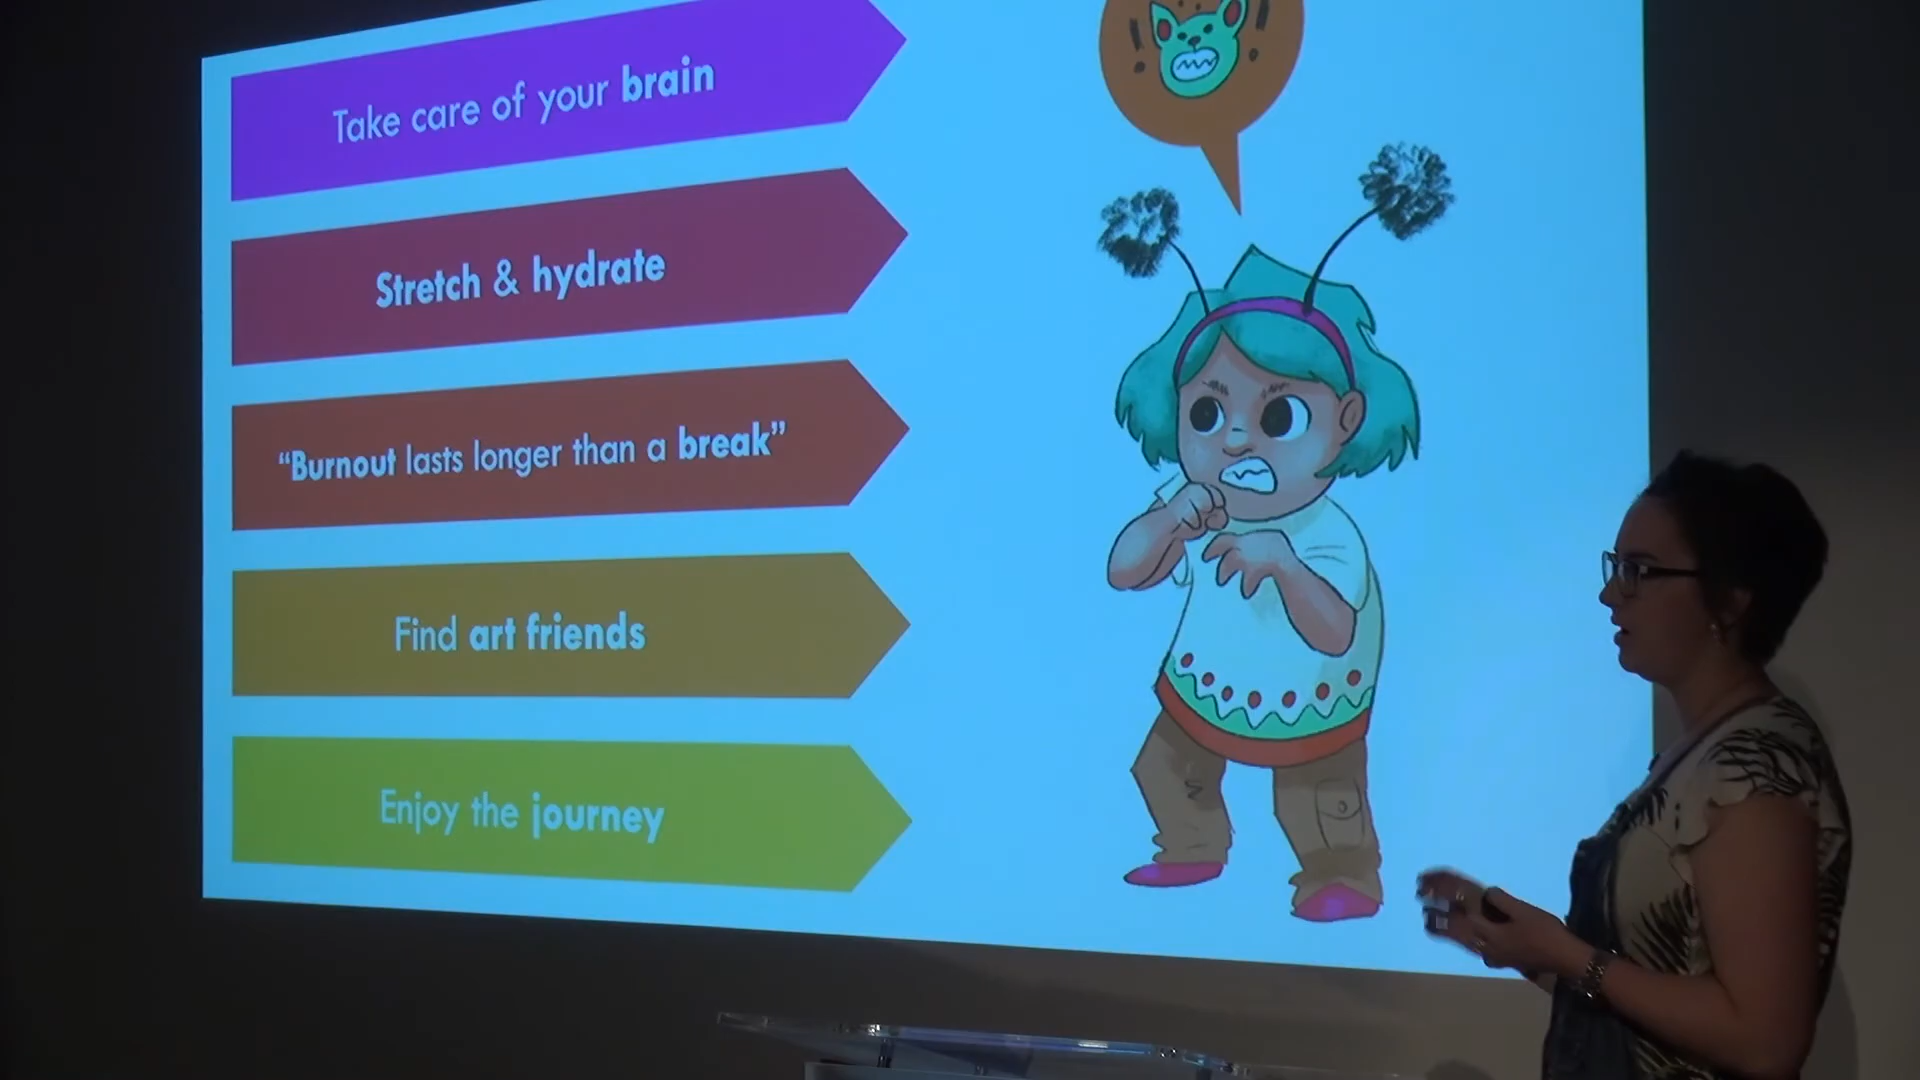 Take care of your brain
Stretch & hydrate
“Burnout lasts longer than a break”
Find art friends
Enjoy the journey